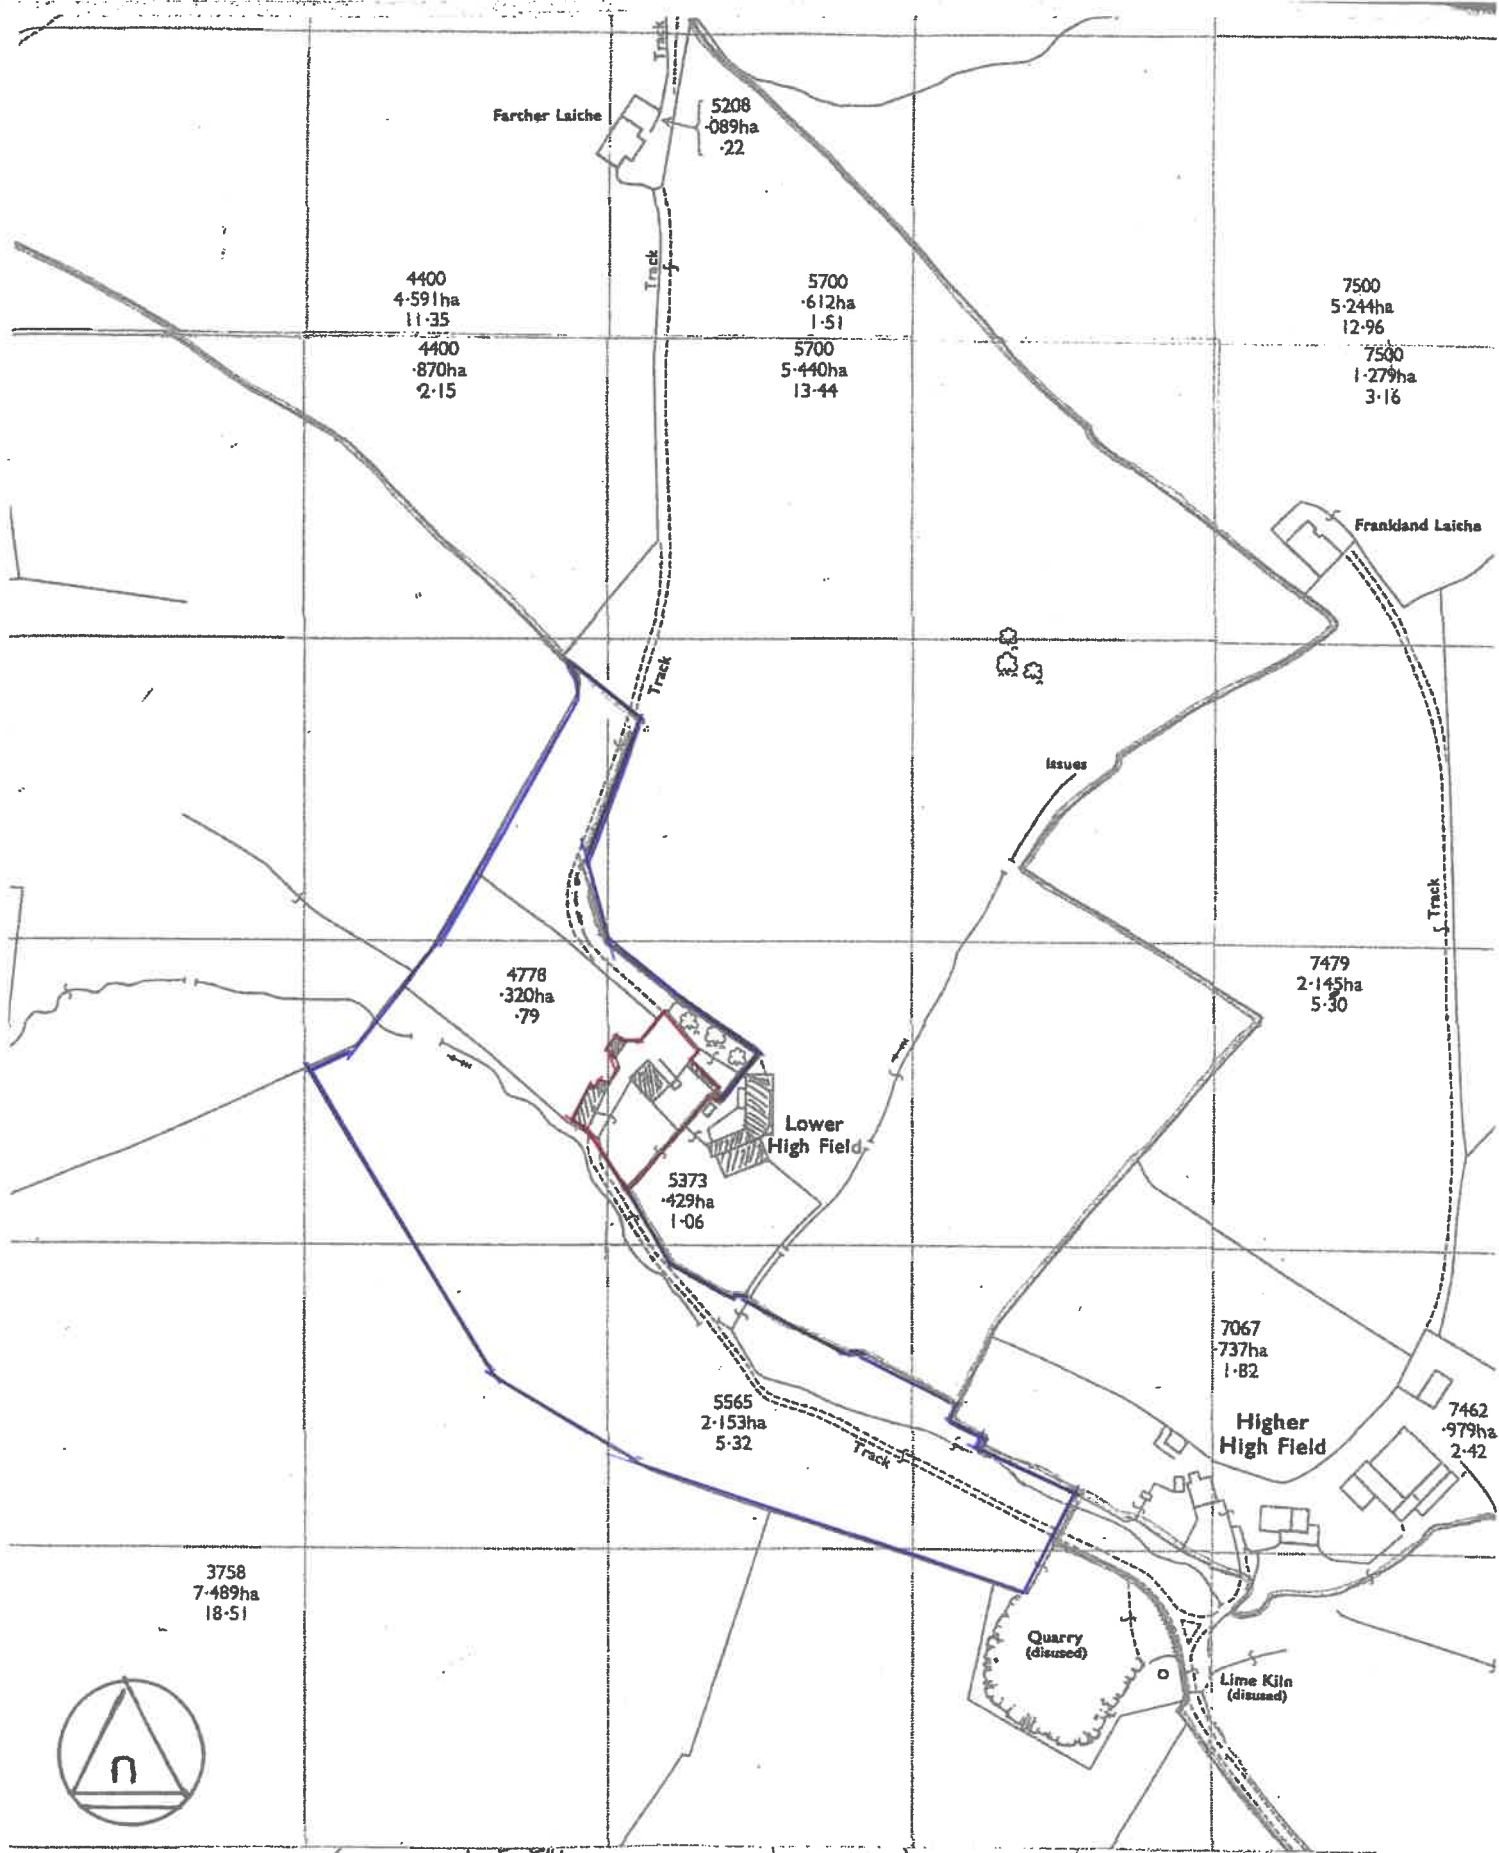 Track
Farther Laithe
5208
·089ha
·22
Track
4400
4·591ha
11·35
4400
·870ha
2·15
5700
·612ha
1·51
5700
5·440ha
13·44
7500
5·244ha
12·96
7500
1·279ha
3·16
Frankland Laithe
Track
Issues
Track
4778
·320ha
·79
7479
2·145ha
5·30
Lower
High Field
5373
·429ha
1·06
7067
·737ha
1·82
5565
2·153ha
5·32
Track
Higher
High Field
7462
·979ha
2·42
3758
7·489ha
18·51
Quarry
(disused)
Lime Kiln
(disused)
n